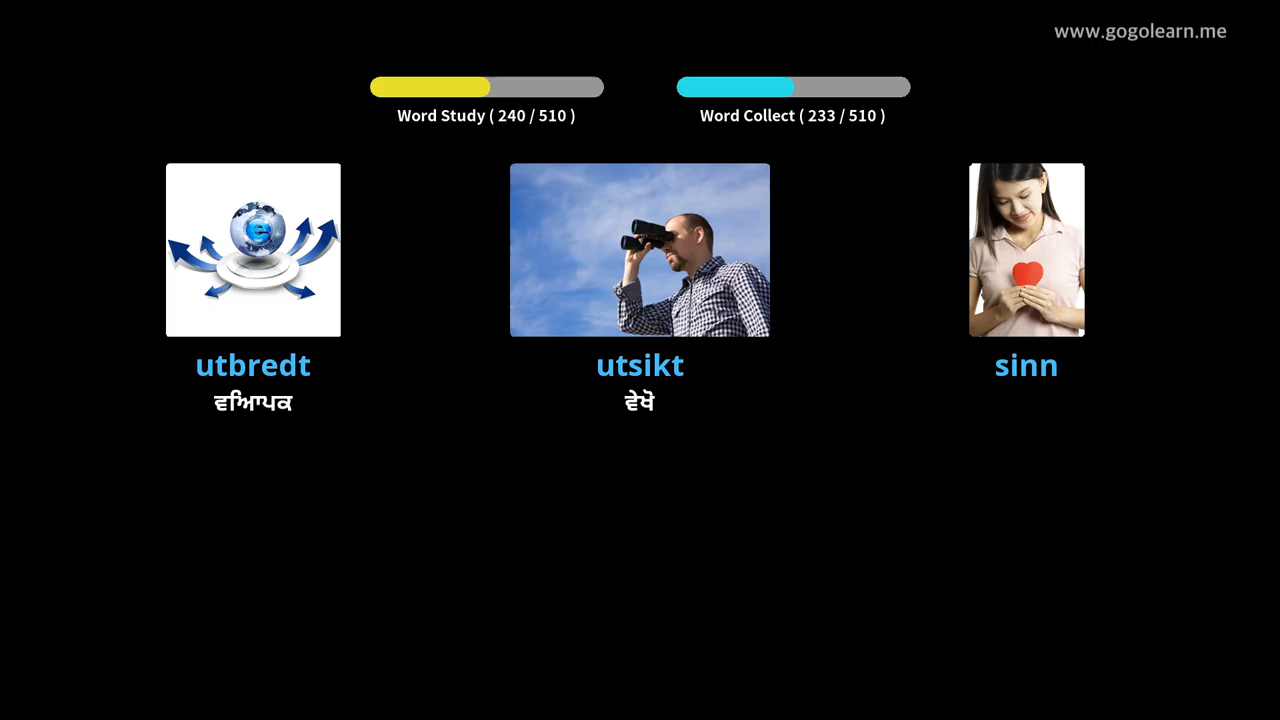 www.gogolearn.me
Word Study ( 240 / 510 )
Word Collect ( 233 / 510 )
utbredt
utsikt
sinn
ਵਿਆਪਕ
ਵੇਖੋ